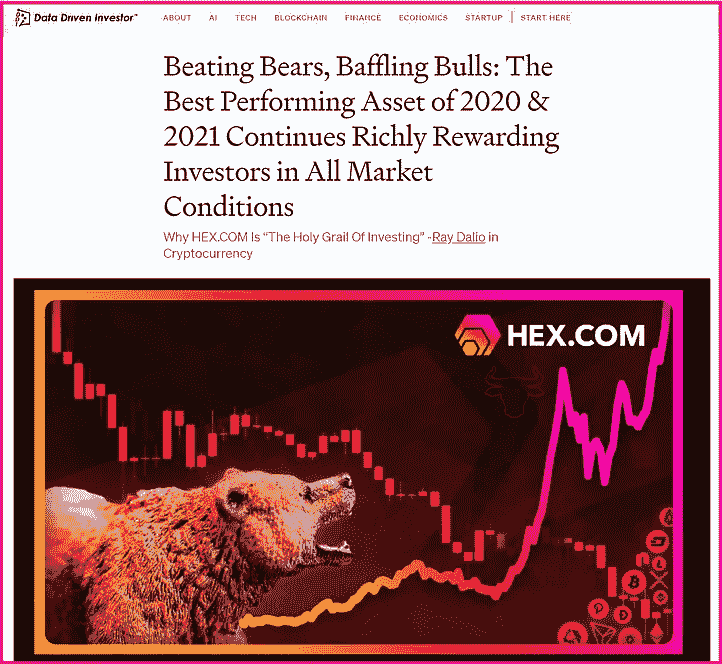 Data Driven Investor™ ABOUT AI TECH BLOCKCHAIN FINANCE ECONOMICS STARTUP START HERE
Beating Bears, Baffling Bulls: The
Best Performing Asset of 2020 &
2021 Continues Richly Rewarding
Investors in All Market
Conditions
Why HEX.COM Is “The Holy Grail Of Investing” -Ray Dalio in
Cryptocurrency
HEX.COM